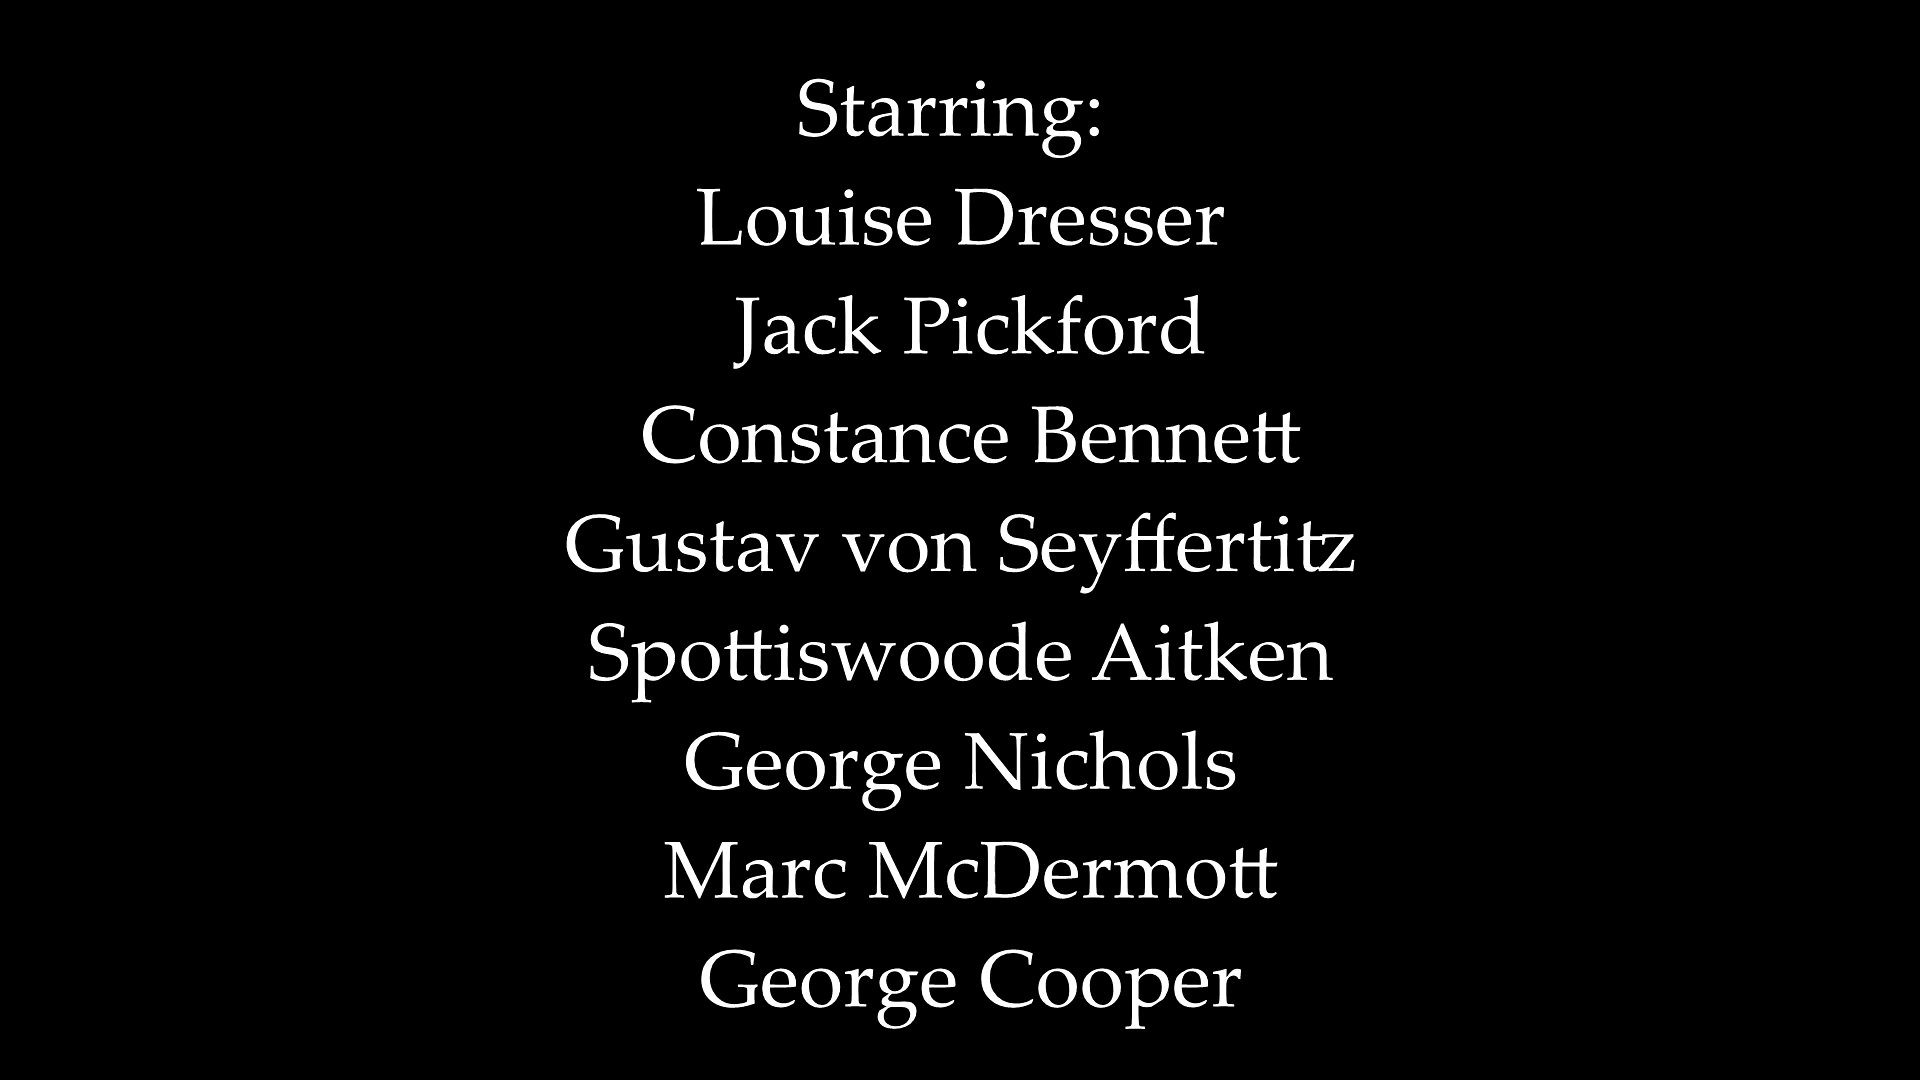 Starring:
Louise Dresser
Jack Pickford
Constance Bennett
Gustav von Seyffertitz
Spottiswoode Aitken
George Nichols
Marc McDermott
George Cooper